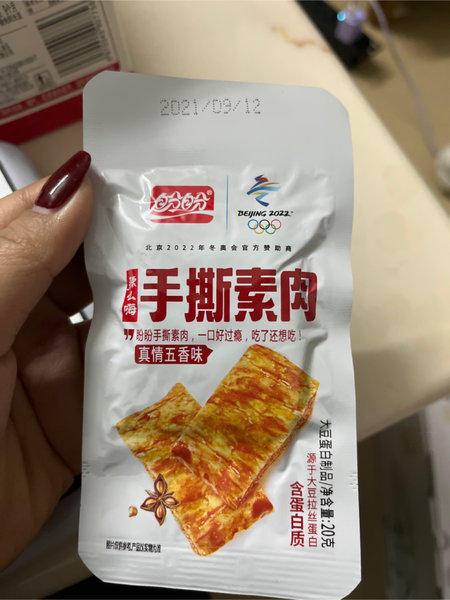 2021/09/12
盼盼®
BEIJING 2022™
北京2022年冬奥会官方赞助商
手撕素肉
盼盼手撕素肉，一口好过瘾，吃了还想吃！
真情五香味
大豆蛋白制品/净含量：20克
源于大豆拉丝蛋白
含蛋白质